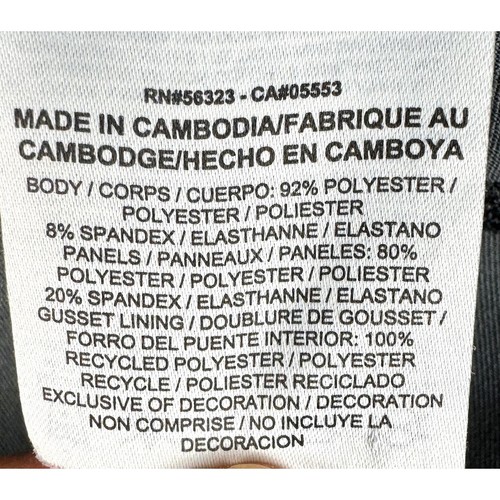 RN#56323 - CA#05553
MADE IN CAMBODIA/FABRIQUE AU
CAMBODGE/HECHO EN CAMBOYA
BODY / CORPS / CUERPO: 92% POLYESTER /
POLYESTER / POLIESTER
8% SPANDEX / ELASTHANNE / ELASTANO
PANELS / PANNEAUX / PANELES: 80%
POLYESTER / POLYESTER / POLIESTER
20% SPANDEX / ELASTHANNE / ELASTANO
GUSSET LINING / DOUBLURE DE GOUSSET /
FORRO DEL PUENTE INTERIOR: 100%
RECYCLED POLYESTER / POLYESTER
RECYCLE / POLIESTER RECICLADO
EXCLUSIVE OF DECORATION / DECORATION
NON COMPRISE / NO INCLUYE LA
DECORACION